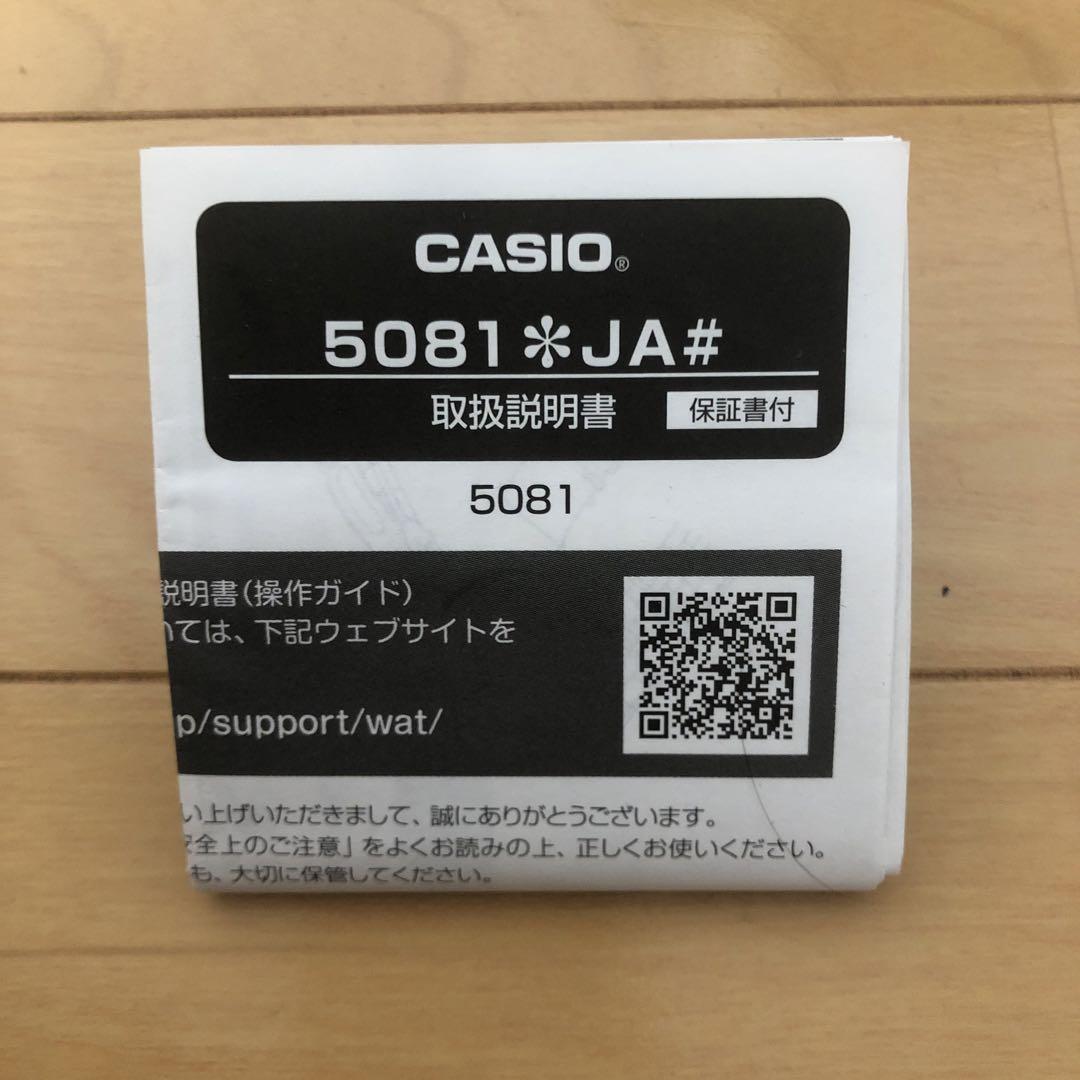 CASIO®
5081＊JA#
取扱説明書 保証書付
5081
説明書(操作ガイド)
いては、下記ウェブサイトを
p/support/wat/
い上げいただきまして、誠にありがとうございます。
全上のご注意」をよくお読みの上、正しくお使いください。
も、大切に保管してください。